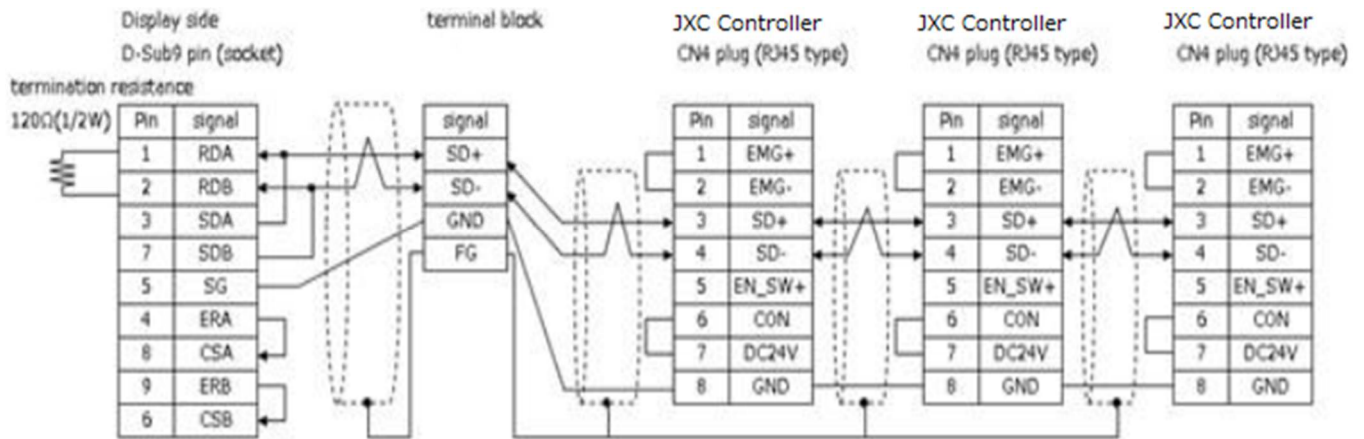 Display side
D-Sub9 pin (socket)
terminal block
JXC Controller
CN4 plug (RJ45 type)
JXC Controller
CN4 plug (RJ45 type)
JXC Controller
CN4 plug (RJ45 type)
termination resistance
120Ω(1/2W)
Pin signal
1 RDA
2 RDB
3 SDA
7 SDB
5 SG
4 ERA
8 CSA
9 ERB
6 CSB
signal
SD+
SD-
GND
FG
Pin signal
1 EMG+
2 EMG-
3 SD+
4 SD-
5 EN_SW+
6 CON
7 DC24V
8 GND
Pin signal
1 EMG+
2 EMG-
3 SD+
4 SD-
5 EN_SW+
6 CON
7 DC24V
8 GND
Pin signal
1 EMG+
2 EMG-
3 SD+
4 SD-
5 EN_SW+
6 CON
7 DC24V
8 GND